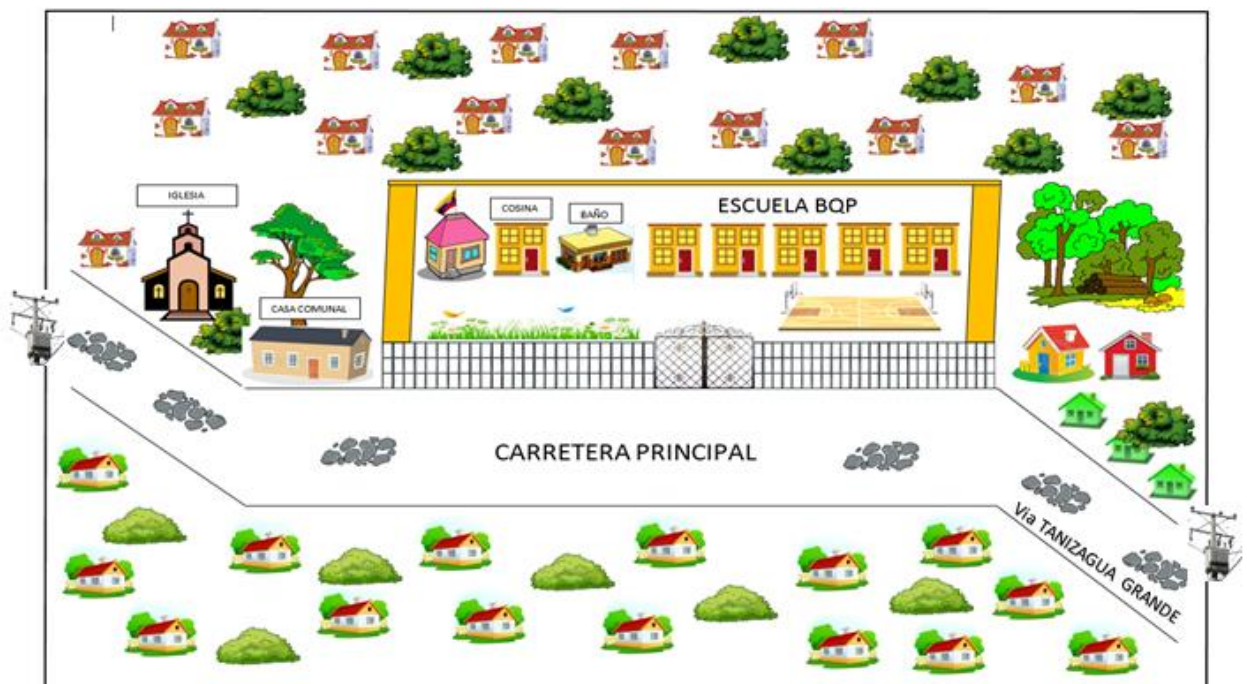 IGLESIA
COSINA
BAÑO
ESCUELA BQP
CASA COMUNAL
CARRETERA PRINCIPAL
Via TANIZAGUA GRANDE